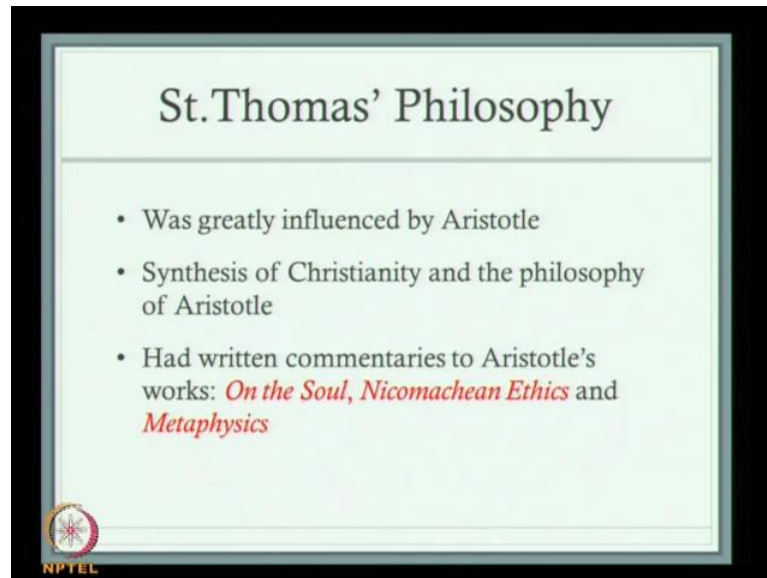 St.Thomas’ Philosophy
• Was greatly influenced by Aristotle
• Synthesis of Christianity and the philosophy
of Aristotle
• Had written commentaries to Aristotle’s
works: On the Soul, Nicomachean Ethics and
Metaphysics
NPTEL